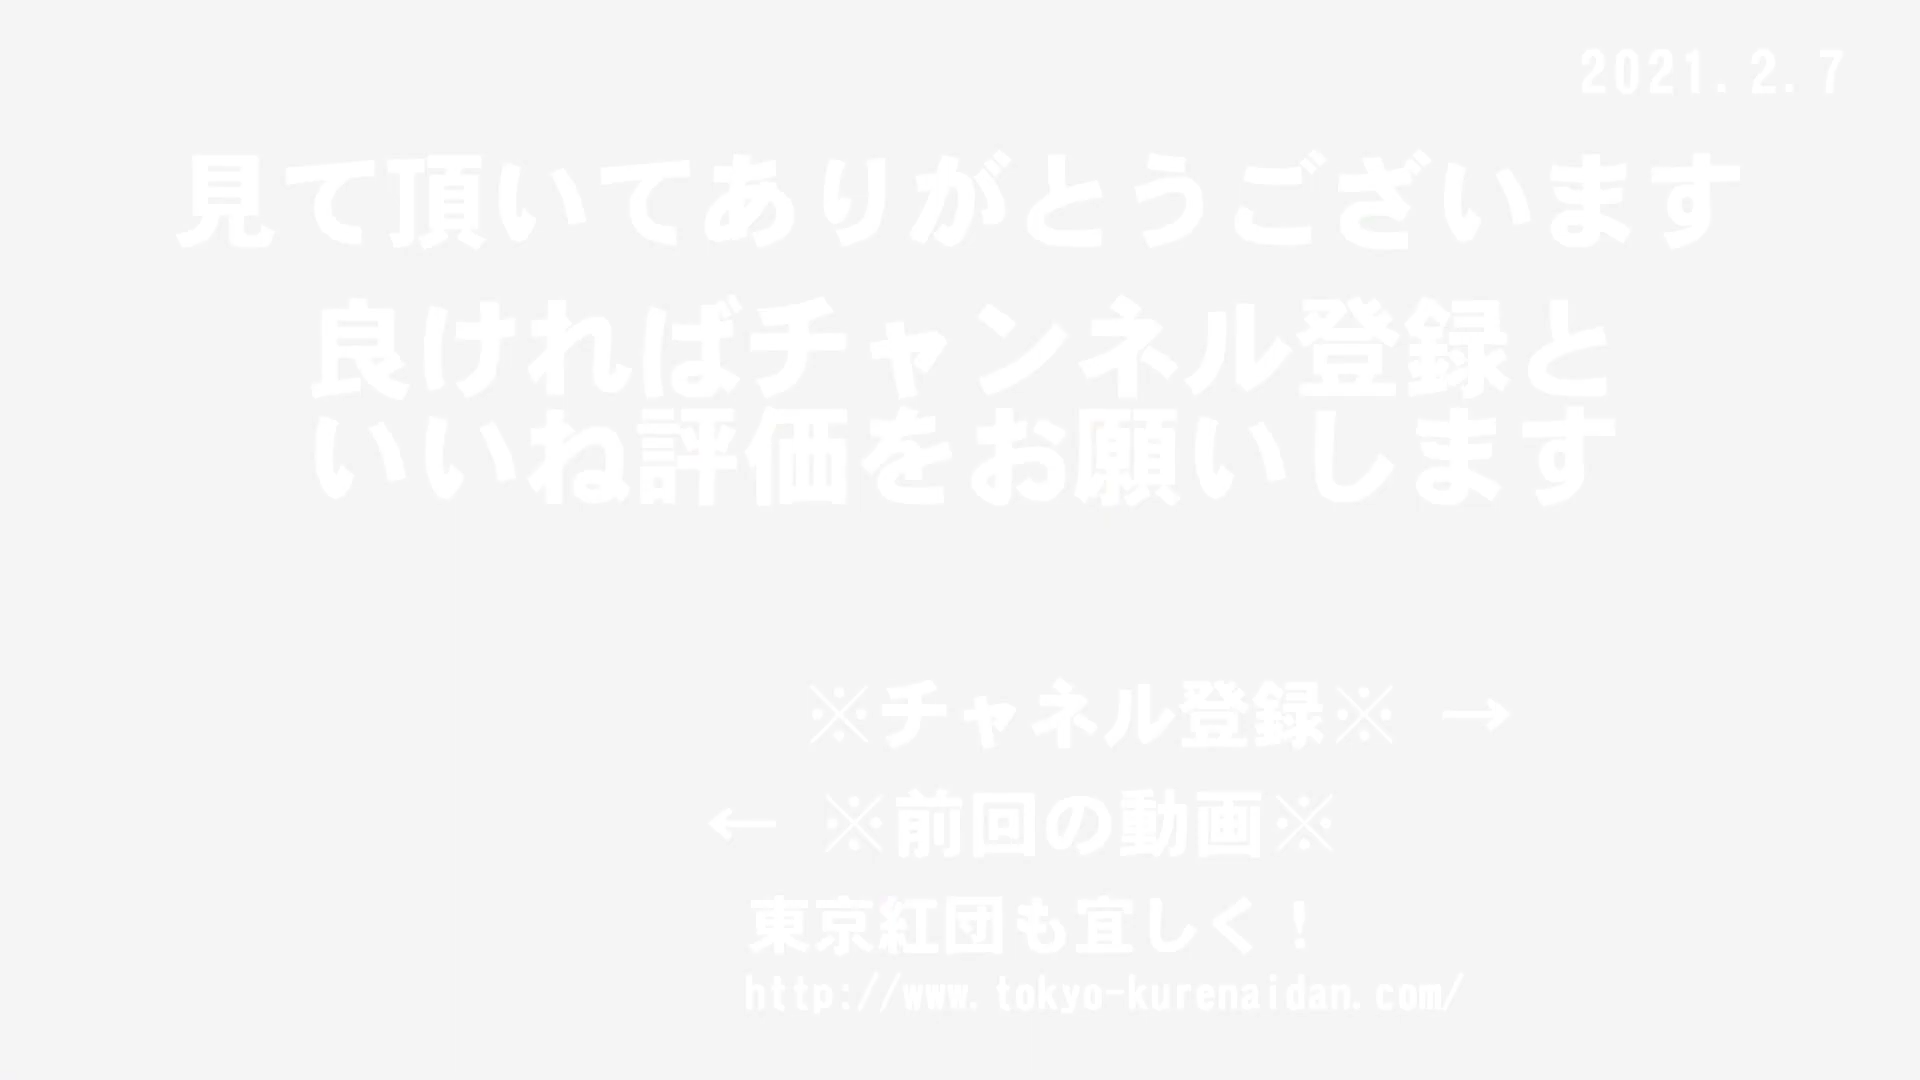 2021.2.7
見て頂いてありがとうございます
良ければチャンネル登録と
いいね評価をお願いします
※チャネル登録※ →
← ※前回の動画※
東京紅団も宜しく！
http://www.tokyo-kurenaidan.com/